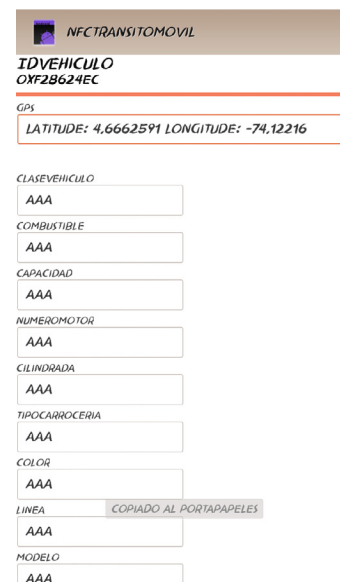 NFCTRANSITOMOVIL
IDVEHICULO
0XF2B624EC
GPS
LATITUDE: 4,6662591 LONGITUDE: -74,12216
CLASEVEHICULO
AAA
COMBUSTIBLE
AAA
CAPACIDAD
AAA
NUMEROMOTOR
AAA
CILINDRADA
AAA
TIPOCARROCERIA
AAA
COLOR
AAA
LINEA
COPIADO AL PORTAPAPELES
AAA
MODELO
AAA